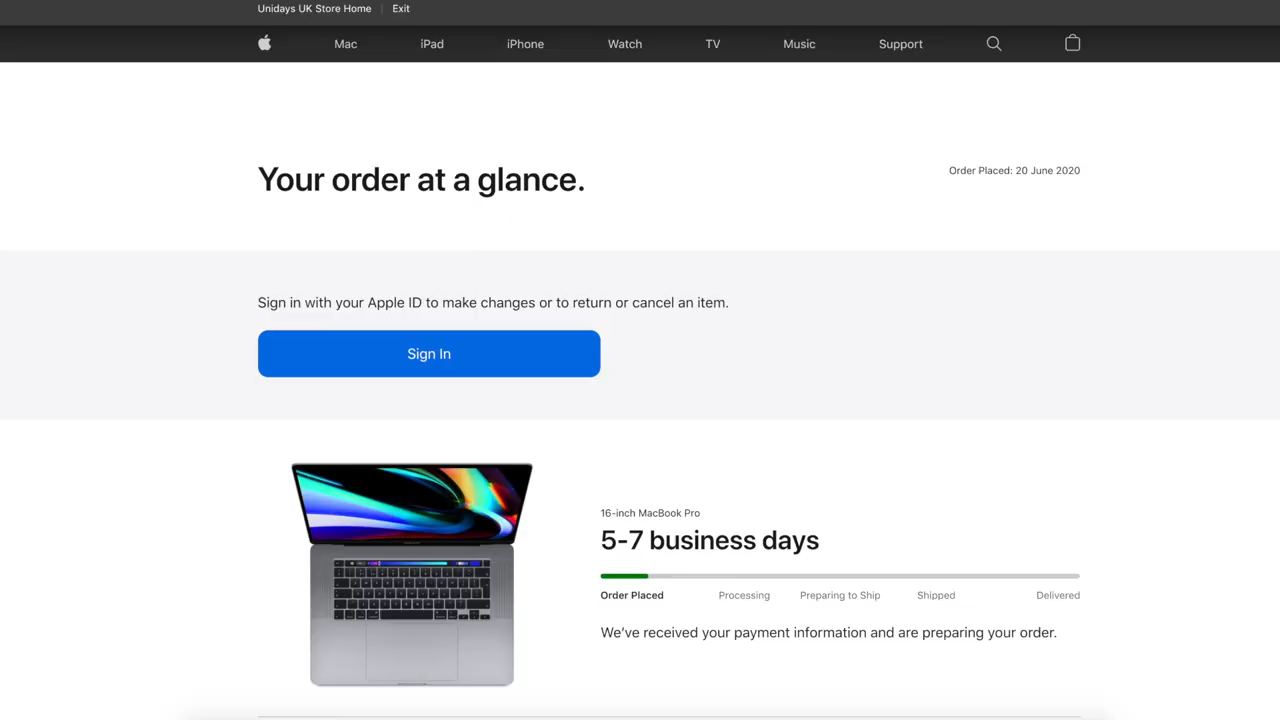 Unidays UK Store Home | Exit
Mac iPad iPhone Watch TV Music Support
Your order at a glance.
Order Placed: 20 June 2020
Sign in with your Apple ID to make changes or to return or cancel an item.
Sign In
16-inch MacBook Pro
5-7 business days
Order Placed Processing Preparing to Ship Shipped Delivered
We’ve received your payment information and are preparing your order.